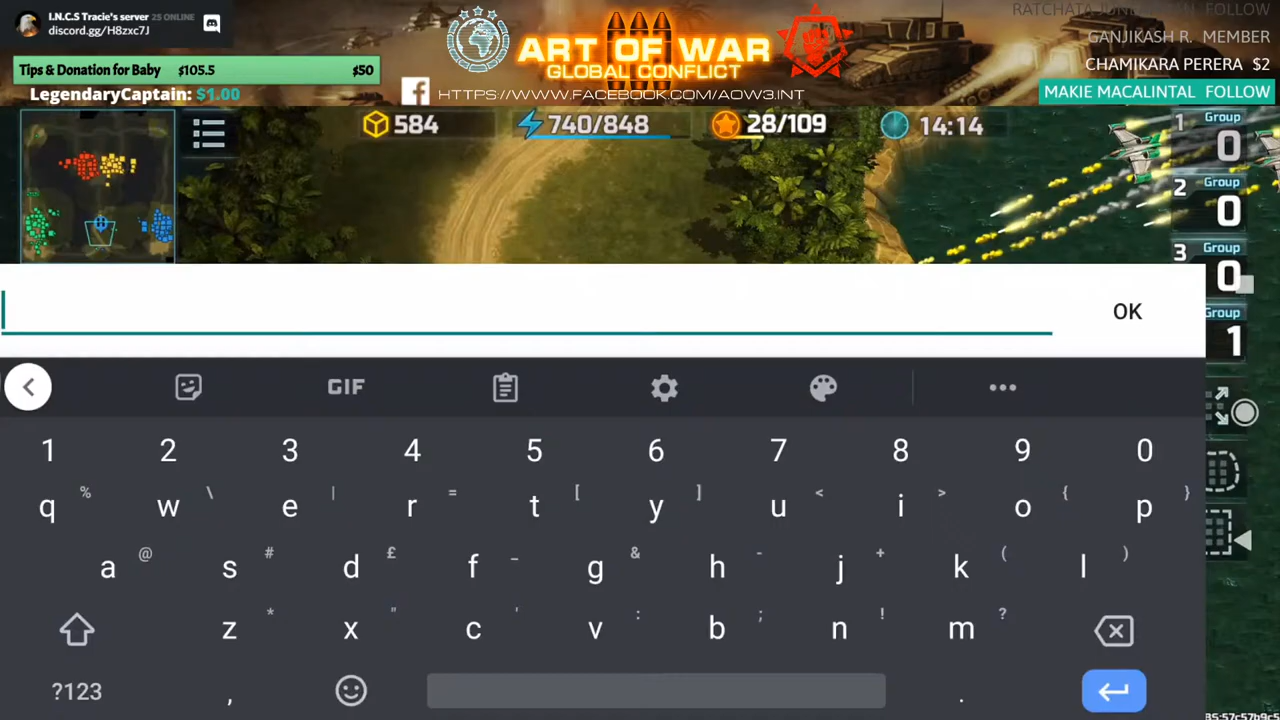 I.N.C.S Tracie's server 25 ONLINE
discord.gg/H8zxc7J
Tips & Donation for Baby $105.5 $50
LegendaryCaptain: $1.00
ART OF WAR
GLOBAL CONFLICT
HTTPS://WWW.FACEBOOK.COM/AOW3.INT
FOLLOW
GANJIKASH R. MEMBER
CHAMIKARA PERERA $2
MAKIE MACALINTAL FOLLOW
584 740/848 28/109 14:14
1 Group
0
2 Group
0
3 Group
0
Group
1
OK
GIF
1 2 3 4 5 6 7 8 9 0
q % w \ e | r = t [ y ] u < i > o { p }
a @ s # d £ f _ g & h - j + k ( l )
z * x " c ' v : b ; n ! m ?
?123 , .